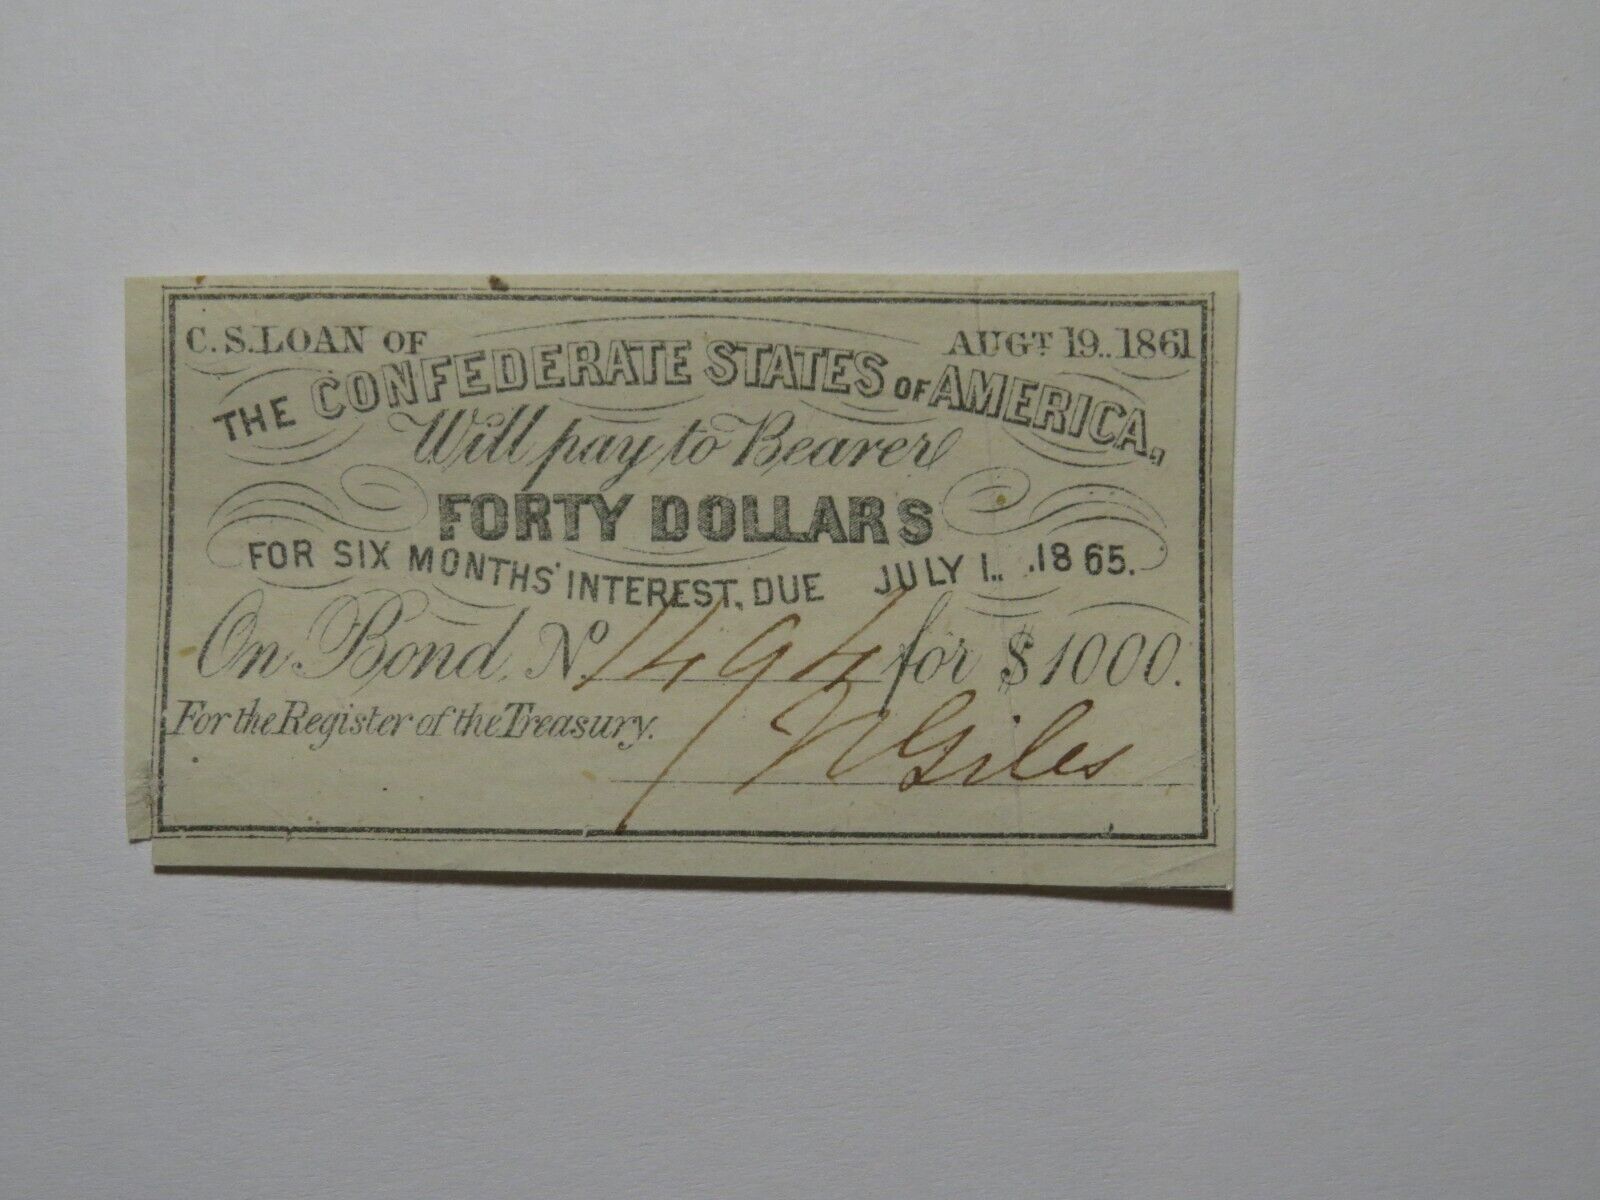 C.S. LOAN OF AUGT 19.. 1861
THE CONFEDERATE STATES OF AMERICA,
Will pay to Bearer
FORTY DOLLARS
FOR SIX MONTHS' INTEREST, DUE JULY 1.. .1865.
On Bond, No. 1494 for $1000.
For the Register of the Treasury.
N Giles